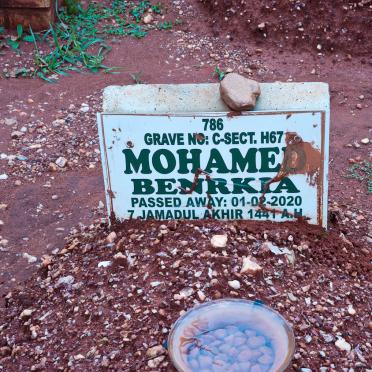 786
GRAVE NO: C-SECT. H67
MOHAMED
BENRKIA
PASSED AWAY: 01-02-2020
7 JAMADUL AKHIR 1441 A.H.